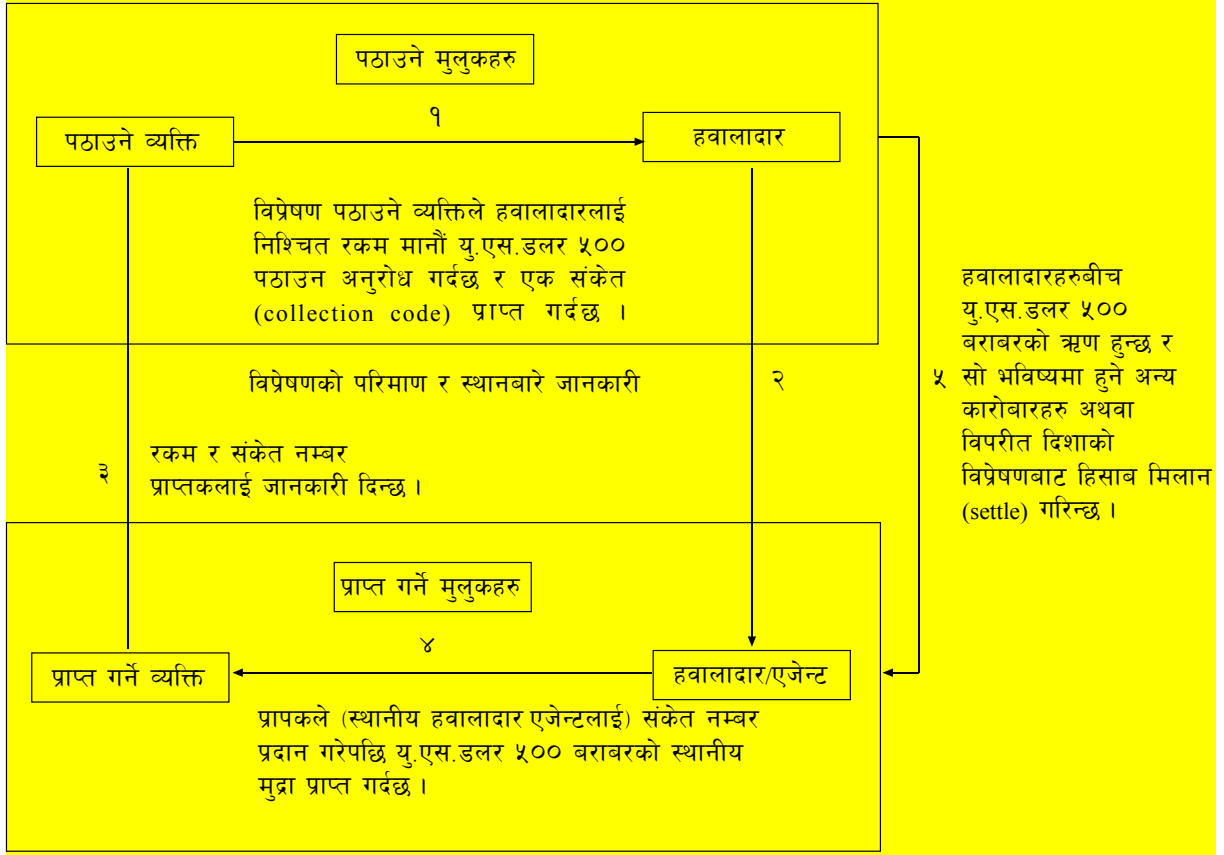 पठाउने मुलुकहरु
१
पठाउने व्यक्ति
हवालादार
विप्रेषण पठाउने व्यक्तिले हवालादारलाई
निश्चित रकम मानौं यु.एस.डलर ५००
पठाउन अनुरोध गर्दछ र एक संकेत
(collection code) प्राप्त गर्दछ ।
विप्रेषणको परिमाण र स्थानबारे जानकारी
२
३
रकम र संकेत नम्बर
प्राप्तकलाई जानकारी दिन्छ ।
५
हवालादारहरुबीच
यु.एस.डलर ५००
बराबरको ऋण हुन्छ र
सो भविष्यमा हुने अन्य
कारोबारहरु अथवा
विपरीत दिशाको
विप्रेषणबाट हिसाब मिलान
(settle) गरिन्छ ।
प्राप्त गर्ने मुलुकहरु
४
प्राप्त गर्ने व्यक्ति
हवालादार/एजेन्ट
प्रापकले (स्थानीय हवालादार एजेन्टलाई) संकेत नम्बर
प्रदान गरेपछि यु.एस.डलर ५०० बराबरको स्थानीय
मुद्रा प्राप्त गर्दछ ।